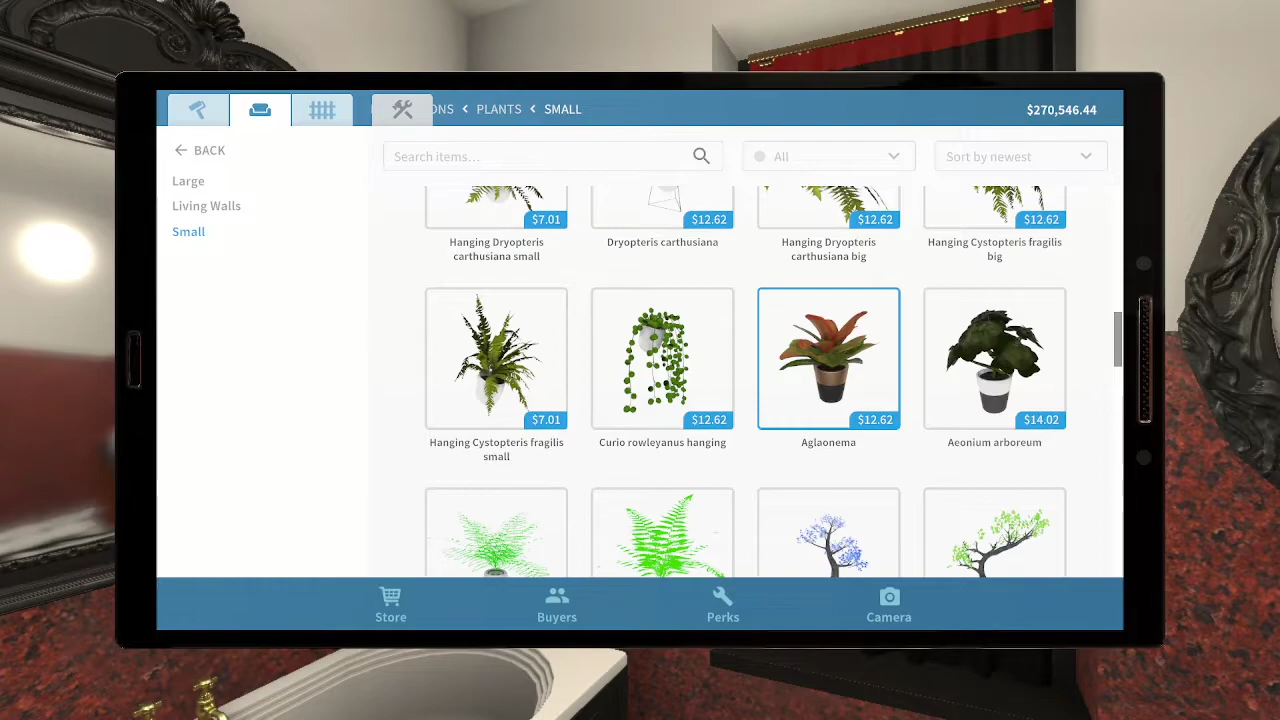 ONS < PLANTS < SMALL
$270,546.44
BACK
Large
Living Walls
Small
Search items...
All
Sort by newest
$7.01
$12.62
$12.62
$12.62
Hanging Dryopteris
carthusiana small
Dryopteris carthusiana
Hanging Dryopteris
carthusiana big
Hanging Cystopteris fragilis
big
$7.01
$12.62
$12.62
$14.02
Hanging Cystopteris fragilis
small
Curio rowleyanus hanging
Aglaonema
Aeonium arboreum
Store
Buyers
Perks
Camera